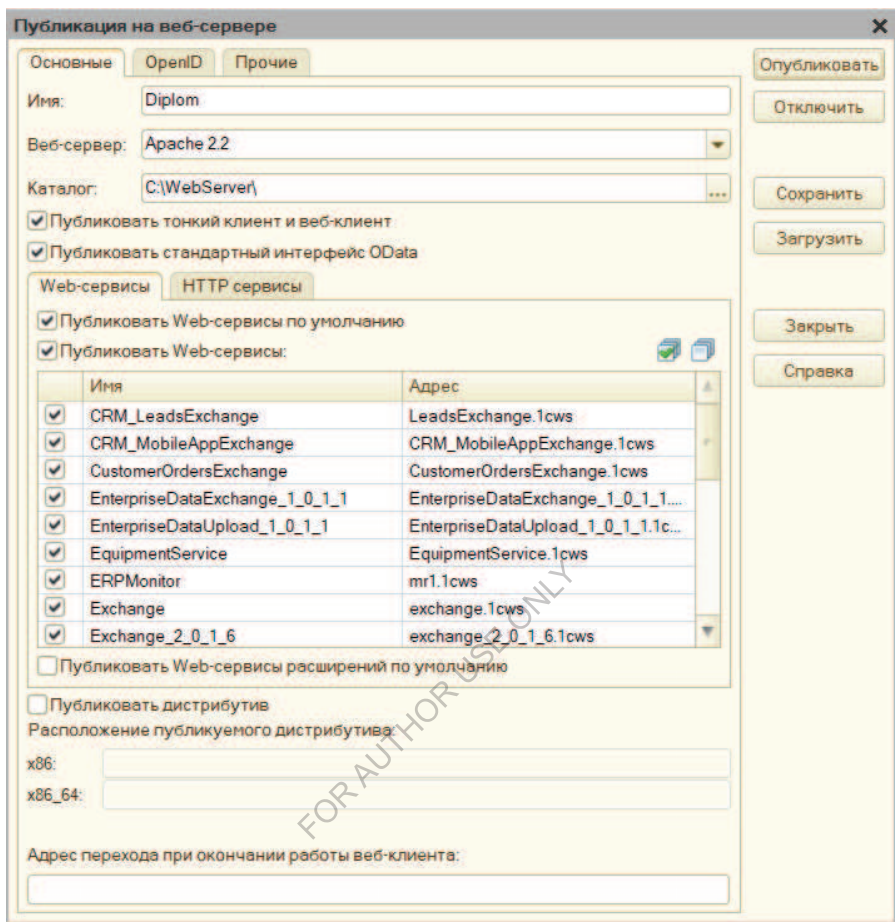 Публикация на веб-сервере
Основные OpenID Прочие
Опубликовать
Имя: Diplom
Отключить
Веб-сервер: Apache 2.2
Каталог: C:\WebServer\ ...
Сохранить
Публиковать тонкий клиент и веб-клиент
Загрузить
Публиковать стандартный интерфейс OData
Web-сервисы HTTP сервисы
Публиковать Web-сервисы по умолчанию
Закрыть
Публиковать Web-сервисы:
Справка
Имя Адрес
CRM_LeadsExchange LeadsExchange.1cws
CRM_MobileAppExchange CRM_MobileAppExchange.1cws
CustomerOrdersExchange CustomerOrdersExchange.1cws
EnterpriseDataExchange_1_0_1_1 EnterpriseDataExchange_1_0_1_1....
EnterpriseDataUpload_1_0_1_1 EnterpriseDataUpload_1_0_1_1.1c...
EquipmentService EquipmentService.1cws
ERPMonitor mr1.1cws
Exchange exchange.1cws
Exchange_2_0_1_6 exchange_2_0_1_6.1cws
Публиковать Web-сервисы расширений по умолчанию
Публиковать дистрибутив
Расположение публикуемого дистрибутива:
x86:
x86_64:
Адрес перехода при окончании работы веб-клиента:
FOR AUTHOR USE ONLY